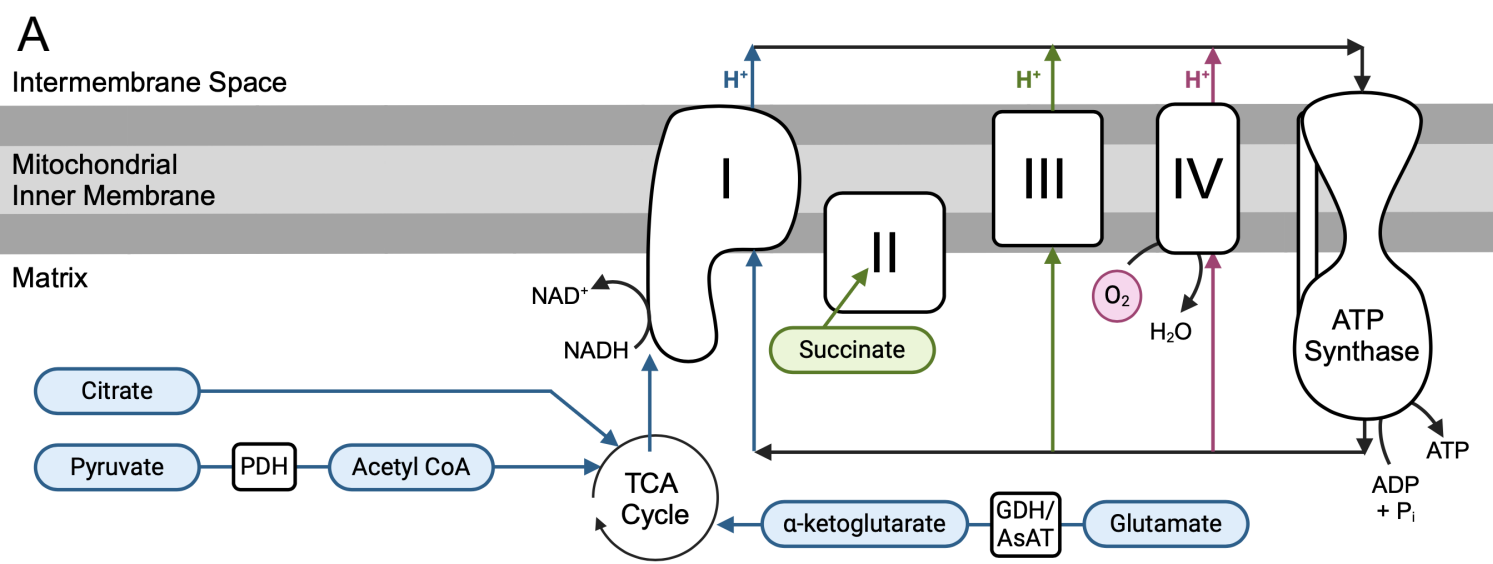 A
Intermembrane Space
H⁺
H⁺
H⁺
Mitochondrial
Inner Membrane
I
II
III
IV
Matrix
NAD⁺
NADH
Succinate
O₂
H₂O
ATP
Synthase
Citrate
Pyruvate
PDH
Acetyl CoA
TCA
Cycle
α-ketoglutarate
GDH/
AsAT
Glutamate
ATP
ADP
+ Pᵢ